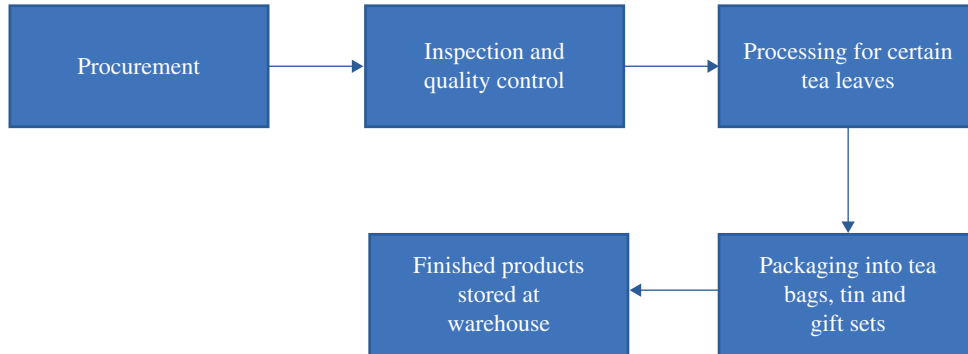 Procurement
Inspection and
quality control
Processing for certain
tea leaves
Packaging into tea
bags, tin and
gift sets
Finished products
stored at
warehouse